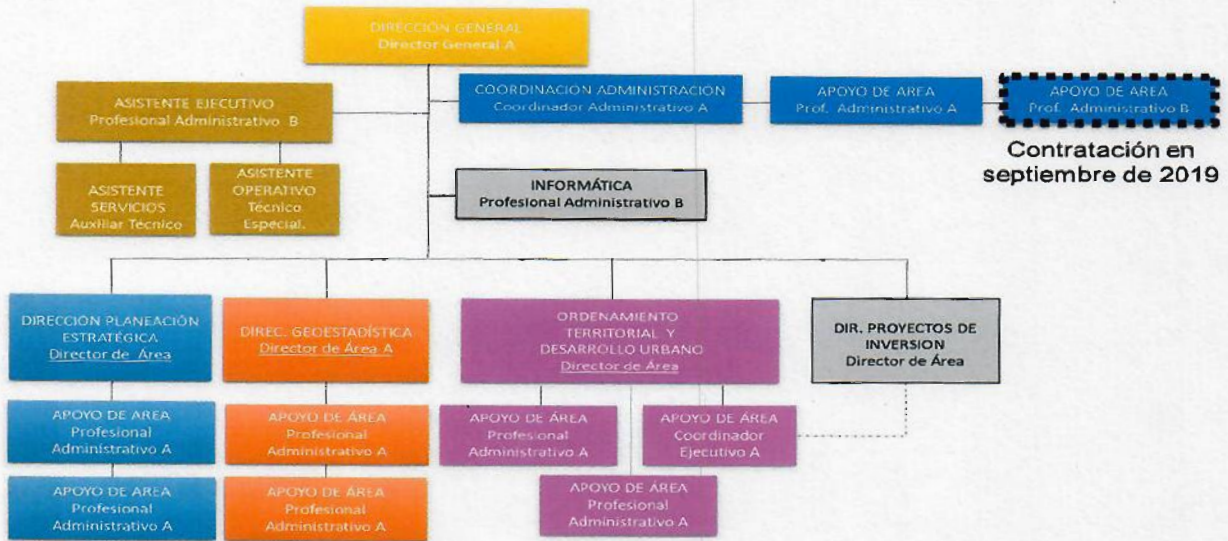 DIRECCIÓN GENERAL
Director General A
ASISTENTE EJECUTIVO
Profesional Administrativo B
COORDINACION ADMINISTRACIÓN
Coordinador Administrativo A
APOYO DE AREA
Prof. Administrativo A
APOYO DE AREA
Prof. Administrativo B
Contratación en
septiembre de 2019
ASISTENTE
SERVICIOS
Auxiliar Técnico
ASISTENTE
OPERATIVO
Técnico
Especial.
INFORMÁTICA
Profesional Administrativo B
DIRECCIÓN PLANEACIÓN
ESTRATÉGICA
Director de Área
DIREC. GEOESTADÍSTICA
Director de Área A
ORDENAMIENTO
TERRITORIAL Y
DESARROLLO URBANO
Director de Área
DIR. PROYECTOS DE
INVERSION
Director de Área
APOYO DE ÁREA
Profesional
Administrativo A
APOYO DE ÁREA
Profesional
Administrativo A
APOYO DE ÁREA
Profesional
Administrativo A
APOYO DE ÁREA
Coordinador
Ejecutivo A
APOYO DE ÁREA
Profesional
Administrativo A
APOYO DE ÁREA
Profesional
Administrativo A
APOYO DE ÁREA
Profesional
Administrativo A